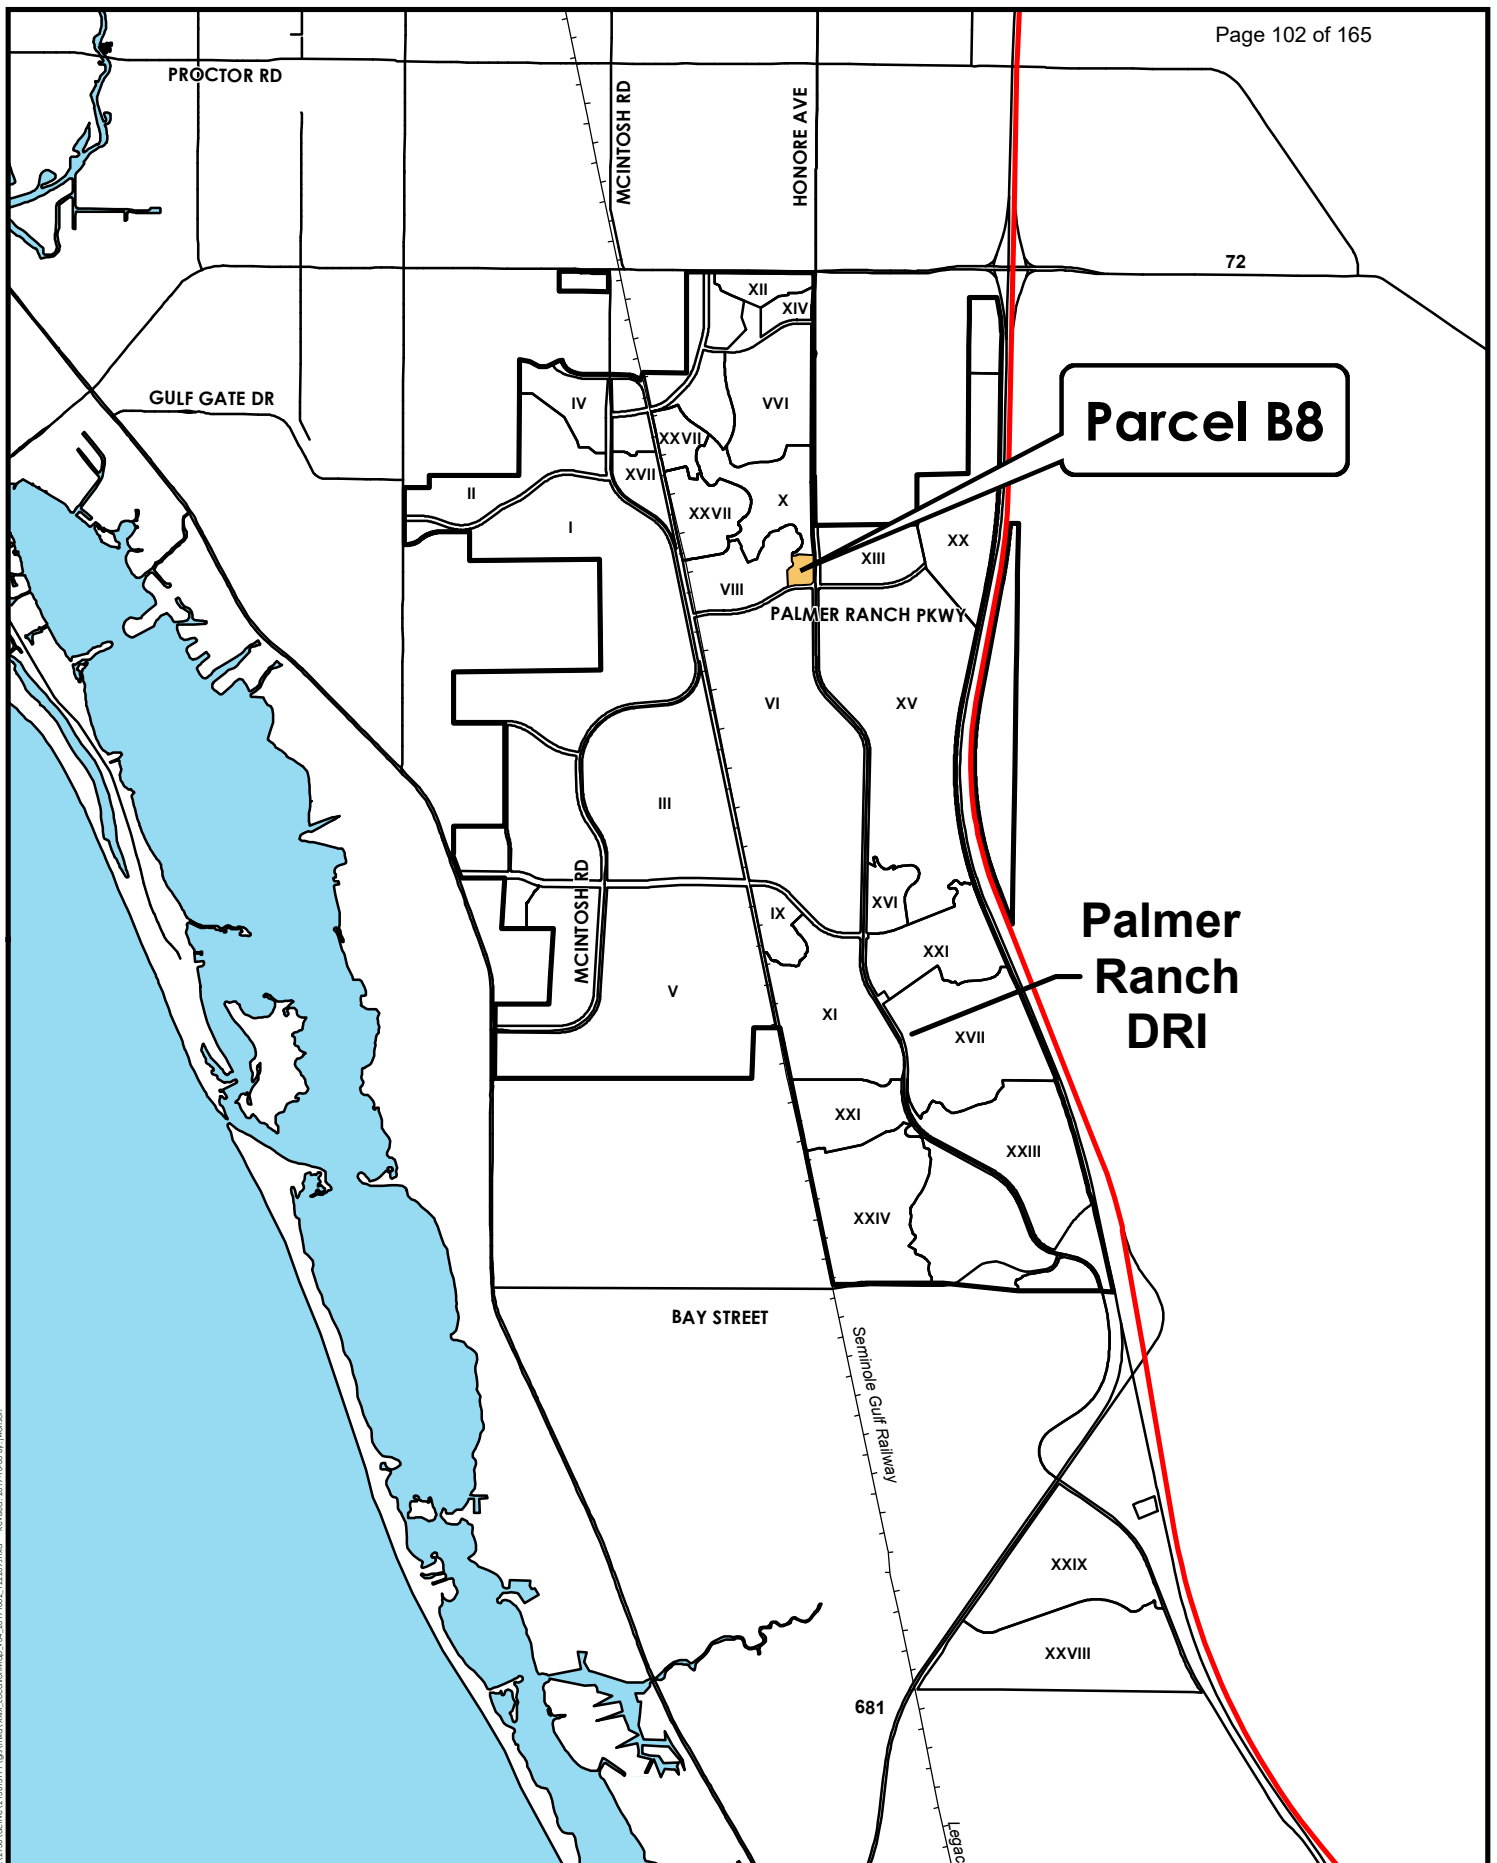 Page 102 of 165
PROCTOR RD
MCINTOSH RD
HONORE AVE
72
XII
XIV
GULF GATE DR
IV
VVI
Parcel B8
XXVII
XVII
II
XXVII
X
I
XX
XIII
VIII
PALMER RANCH PKWY
VI
XV
III
MCINTOSH RD
XVI
IX
Palmer
Ranch
DRI
XXI
V
XI
XVII
XXI
XXIII
XXIV
BAY STREET
Seminole Gulf Railway
XXIX
XXVIII
681
Legac